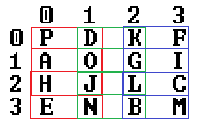 0 1 2 3
0 P D K F
1 A O G I
2 H J L C
3 E N B M